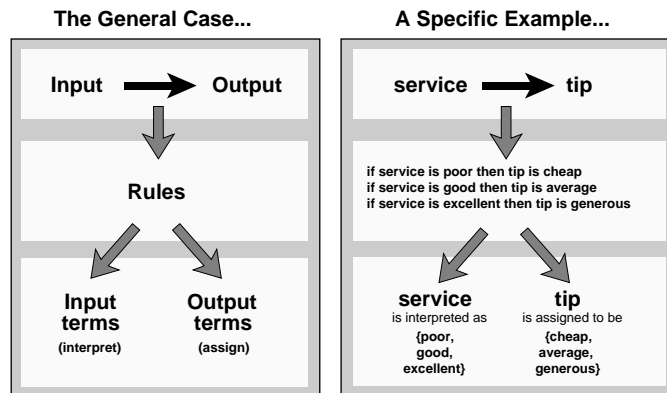 The General Case...
Input
Output
Rules
Input
terms
(interpret)
Output
terms
(assign)
A Specific Example...
service
tip
if service is poor then tip is cheap
if service is good then tip is average
if service is excellent then tip is generous
service
is interpreted as
{poor,
good,
excellent}
tip
is assigned to be
{cheap,
average,
generous}